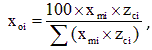 x_oi = 100 × x_mi × z_ci / ∑ (x_mi × z_ci) ,